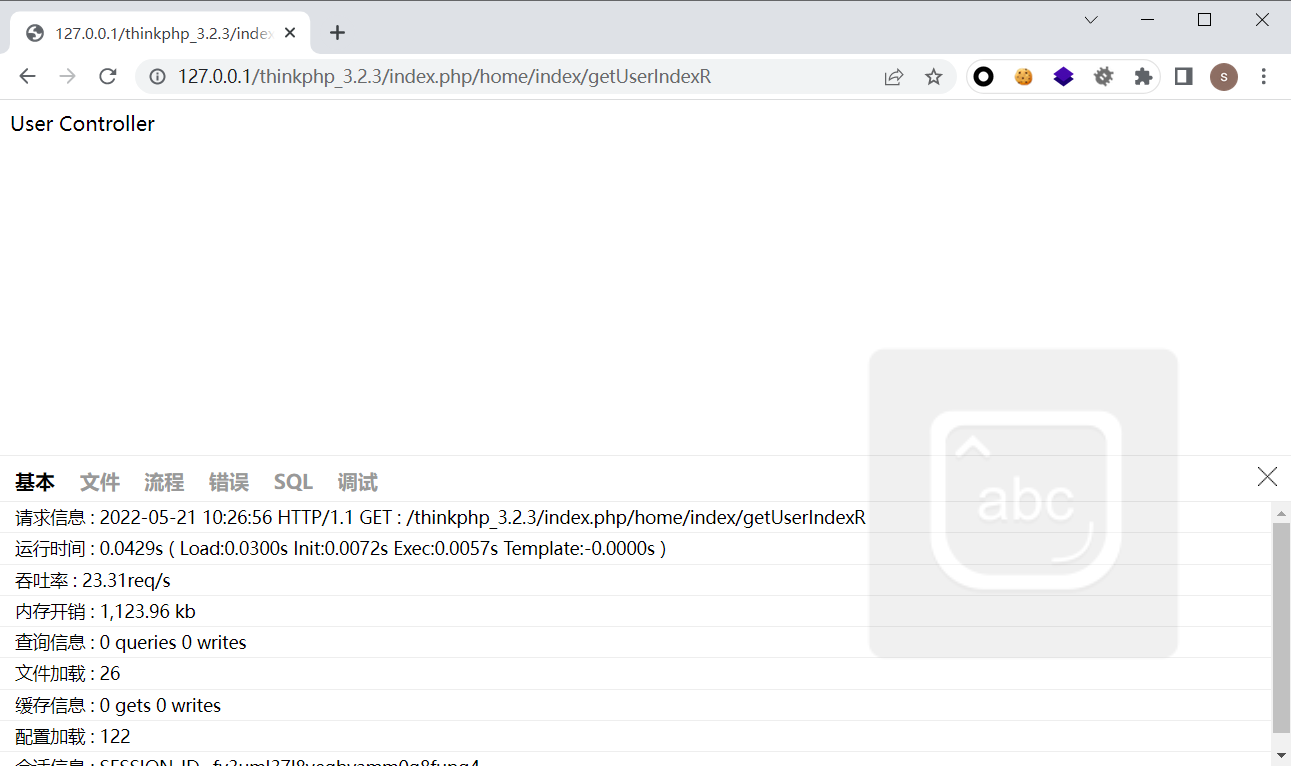 127.0.0.1/thinkphp_3.2.3/inde
127.0.0.1/thinkphp_3.2.3/index.php/home/index/getUserIndexR
s
User Controller
abc
基本 文件 流程 错误 SQL 调试
请求信息 : 2022-05-21 10:26:56 HTTP/1.1 GET : /thinkphp_3.2.3/index.php/home/index/getUserIndexR
运行时间 : 0.0429s ( Load:0.0300s Init:0.0072s Exec:0.0057s Template:-0.0000s )
吞吐率 : 23.31req/s
内存开销 : 1,123.96 kb
查询信息 : 0 queries 0 writes
文件加载 : 26
缓存信息 : 0 gets 0 writes
配置加载 : 122